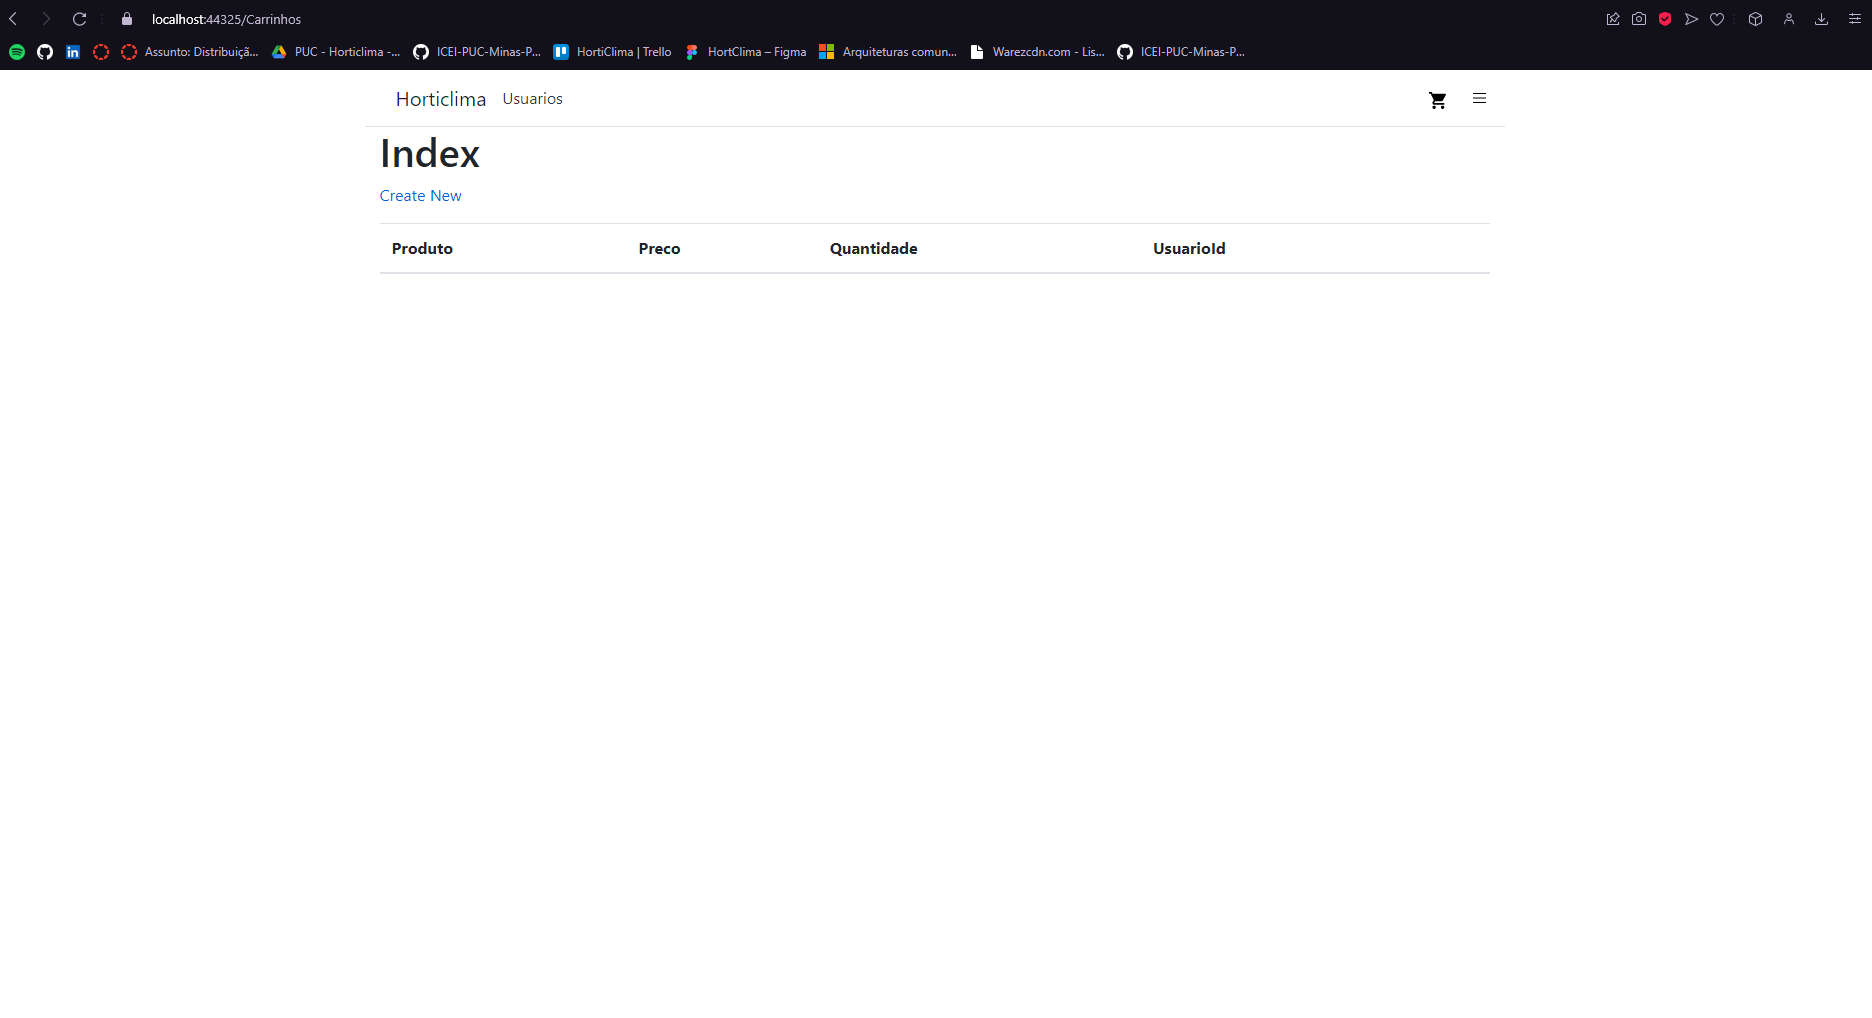 localhost:44325/Carrinhos
Assunto: Distribuiçã... PUC - Horticlima -... ICEI-PUC-Minas-P... HortiClima | Trello HortClima – Figma Arquiteturas comun... Warezcdn.com - Lis... ICEI-PUC-Minas-P...
Horticlima Usuarios
Index
Create New
Produto Preco Quantidade UsuarioId